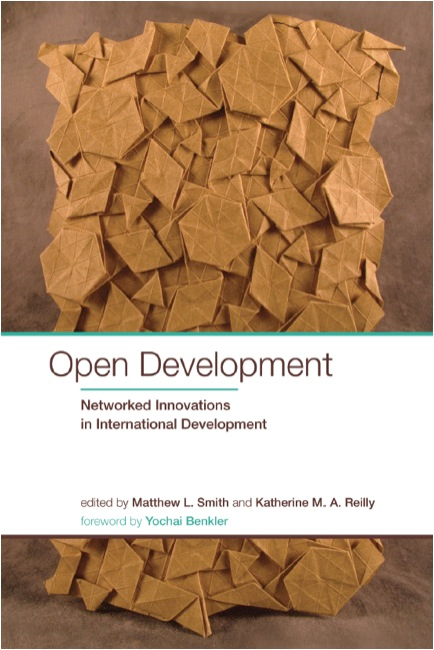 Open Development
Networked Innovations
in International Development
edited by Matthew L. Smith and Katherine M. A. Reilly
foreword by Yochai Benkler